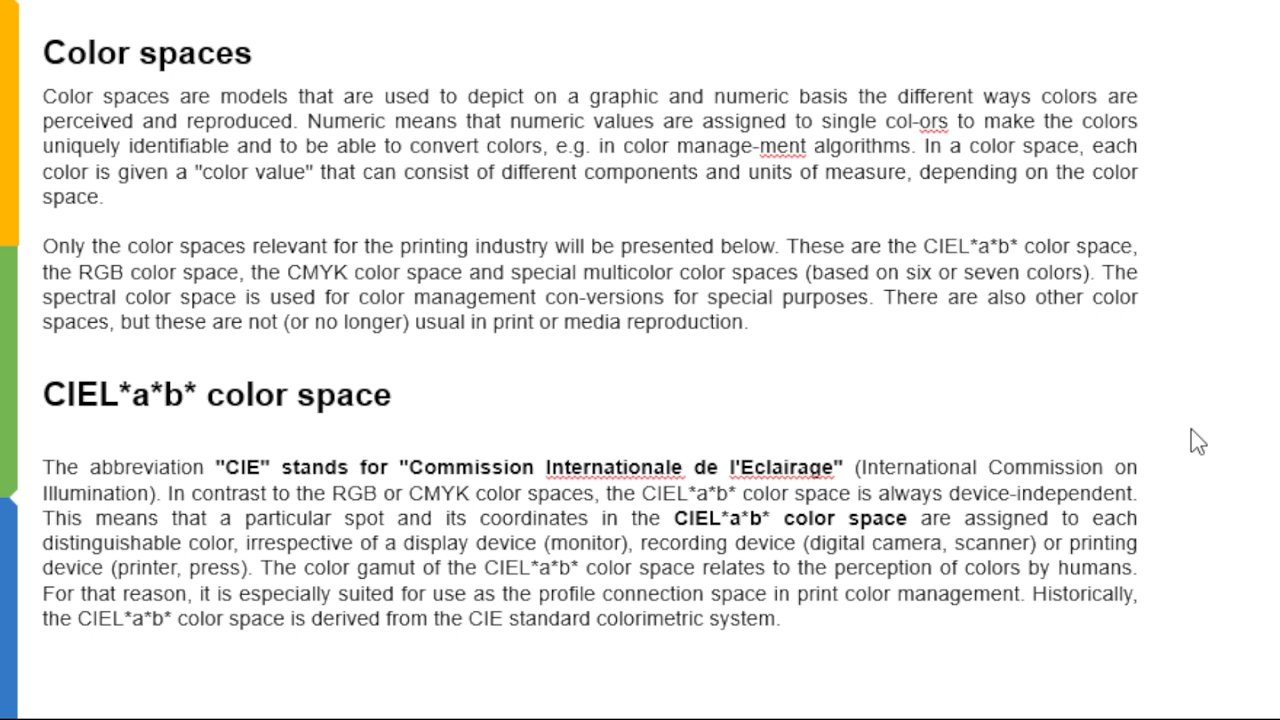 Color spaces
Color spaces are models that are used to depict on a graphic and numeric basis the different ways colors are
perceived and reproduced. Numeric means that numeric values are assigned to single col-ors to make the colors
uniquely identifiable and to be able to convert colors, e.g. in color manage-ment algorithms. In a color space, each
color is given a "color value" that can consist of different components and units of measure, depending on the color
space.
Only the color spaces relevant for the printing industry will be presented below. These are the CIEL*a*b* color space,
the RGB color space, the CMYK color space and special multicolor color spaces (based on six or seven colors). The
spectral color space is used for color management con-versions for special purposes. There are also other color
spaces, but these are not (or no longer) usual in print or media reproduction.
CIEL*a*b* color space
The abbreviation "CIE" stands for "Commission Internationale de l'Eclairage" (International Commission on
Illumination). In contrast to the RGB or CMYK color spaces, the CIEL*a*b* color space is always device-independent.
This means that a particular spot and its coordinates in the CIEL*a*b* color space are assigned to each
distinguishable color, irrespective of a display device (monitor), recording device (digital camera, scanner) or printing
device (printer, press). The color gamut of the CIEL*a*b* color space relates to the perception of colors by humans.
For that reason, it is especially suited for use as the profile connection space in print color management. Historically,
the CIEL*a*b* color space is derived from the CIE standard colorimetric system.